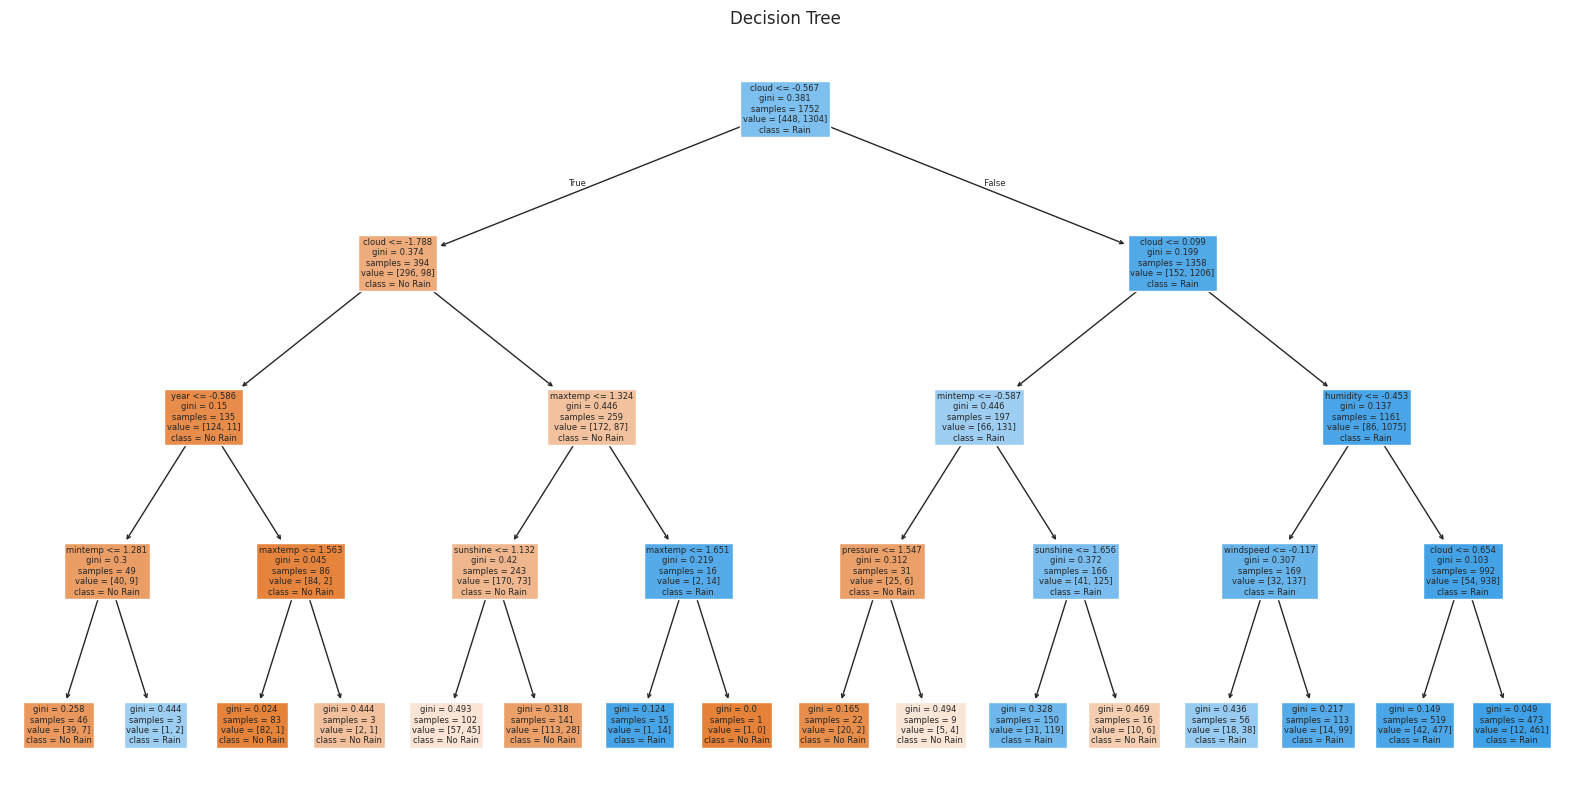 Decision Tree
cloud <= -0.567
gini = 0.381
samples = 1752
value = [448, 1304]
class = Rain
True
False
cloud <= -1.788
gini = 0.374
samples = 394
value = [296, 98]
class = No Rain
cloud <= 0.099
gini = 0.199
samples = 1358
value = [152, 1206]
class = Rain
year <= -0.586
gini = 0.15
samples = 135
value = [124, 11]
class = No Rain
maxtemp <= 1.324
gini = 0.446
samples = 259
value = [172, 87]
class = No Rain
mintemp <= -0.587
gini = 0.446
samples = 197
value = [66, 131]
class = Rain
humidity <= -0.453
gini = 0.137
samples = 1161
value = [86, 1075]
class = Rain
mintemp <= 1.281
gini = 0.3
samples = 49
value = [40, 9]
class = No Rain
maxtemp <= 1.563
gini = 0.045
samples = 86
value = [84, 2]
class = No Rain
sunshine <= 1.132
gini = 0.42
samples = 243
value = [170, 73]
class = No Rain
maxtemp <= 1.651
gini = 0.219
samples = 16
value = [2, 14]
class = Rain
pressure <= 1.547
gini = 0.312
samples = 31
value = [25, 6]
class = No Rain
sunshine <= 1.656
gini = 0.372
samples = 166
value = [41, 125]
class = Rain
windspeed <= -0.117
gini = 0.307
samples = 169
value = [32, 137]
class = Rain
cloud <= 0.654
gini = 0.103
samples = 992
value = [54, 938]
class = Rain
gini = 0.258
samples = 46
value = [39, 7]
class = No Rain
gini = 0.444
samples = 3
value = [1, 2]
class = Rain
gini = 0.024
samples = 83
value = [82, 1]
class = No Rain
gini = 0.444
samples = 3
value = [2, 1]
class = No Rain
gini = 0.493
samples = 102
value = [57, 45]
class = No Rain
gini = 0.318
samples = 141
value = [113, 28]
class = No Rain
gini = 0.124
samples = 15
value = [1, 14]
class = Rain
gini = 0.0
samples = 1
value = [1, 0]
class = No Rain
gini = 0.165
samples = 22
value = [20, 2]
class = No Rain
gini = 0.494
samples = 9
value = [5, 4]
class = No Rain
gini = 0.328
samples = 150
value = [31, 119]
class = Rain
gini = 0.469
samples = 16
value = [10, 6]
class = No Rain
gini = 0.436
samples = 56
value = [18, 38]
class = Rain
gini = 0.217
samples = 113
value = [14, 99]
class = Rain
gini = 0.149
samples = 519
value = [42, 477]
class = Rain
gini = 0.049
samples = 473
value = [12, 461]
class = Rain